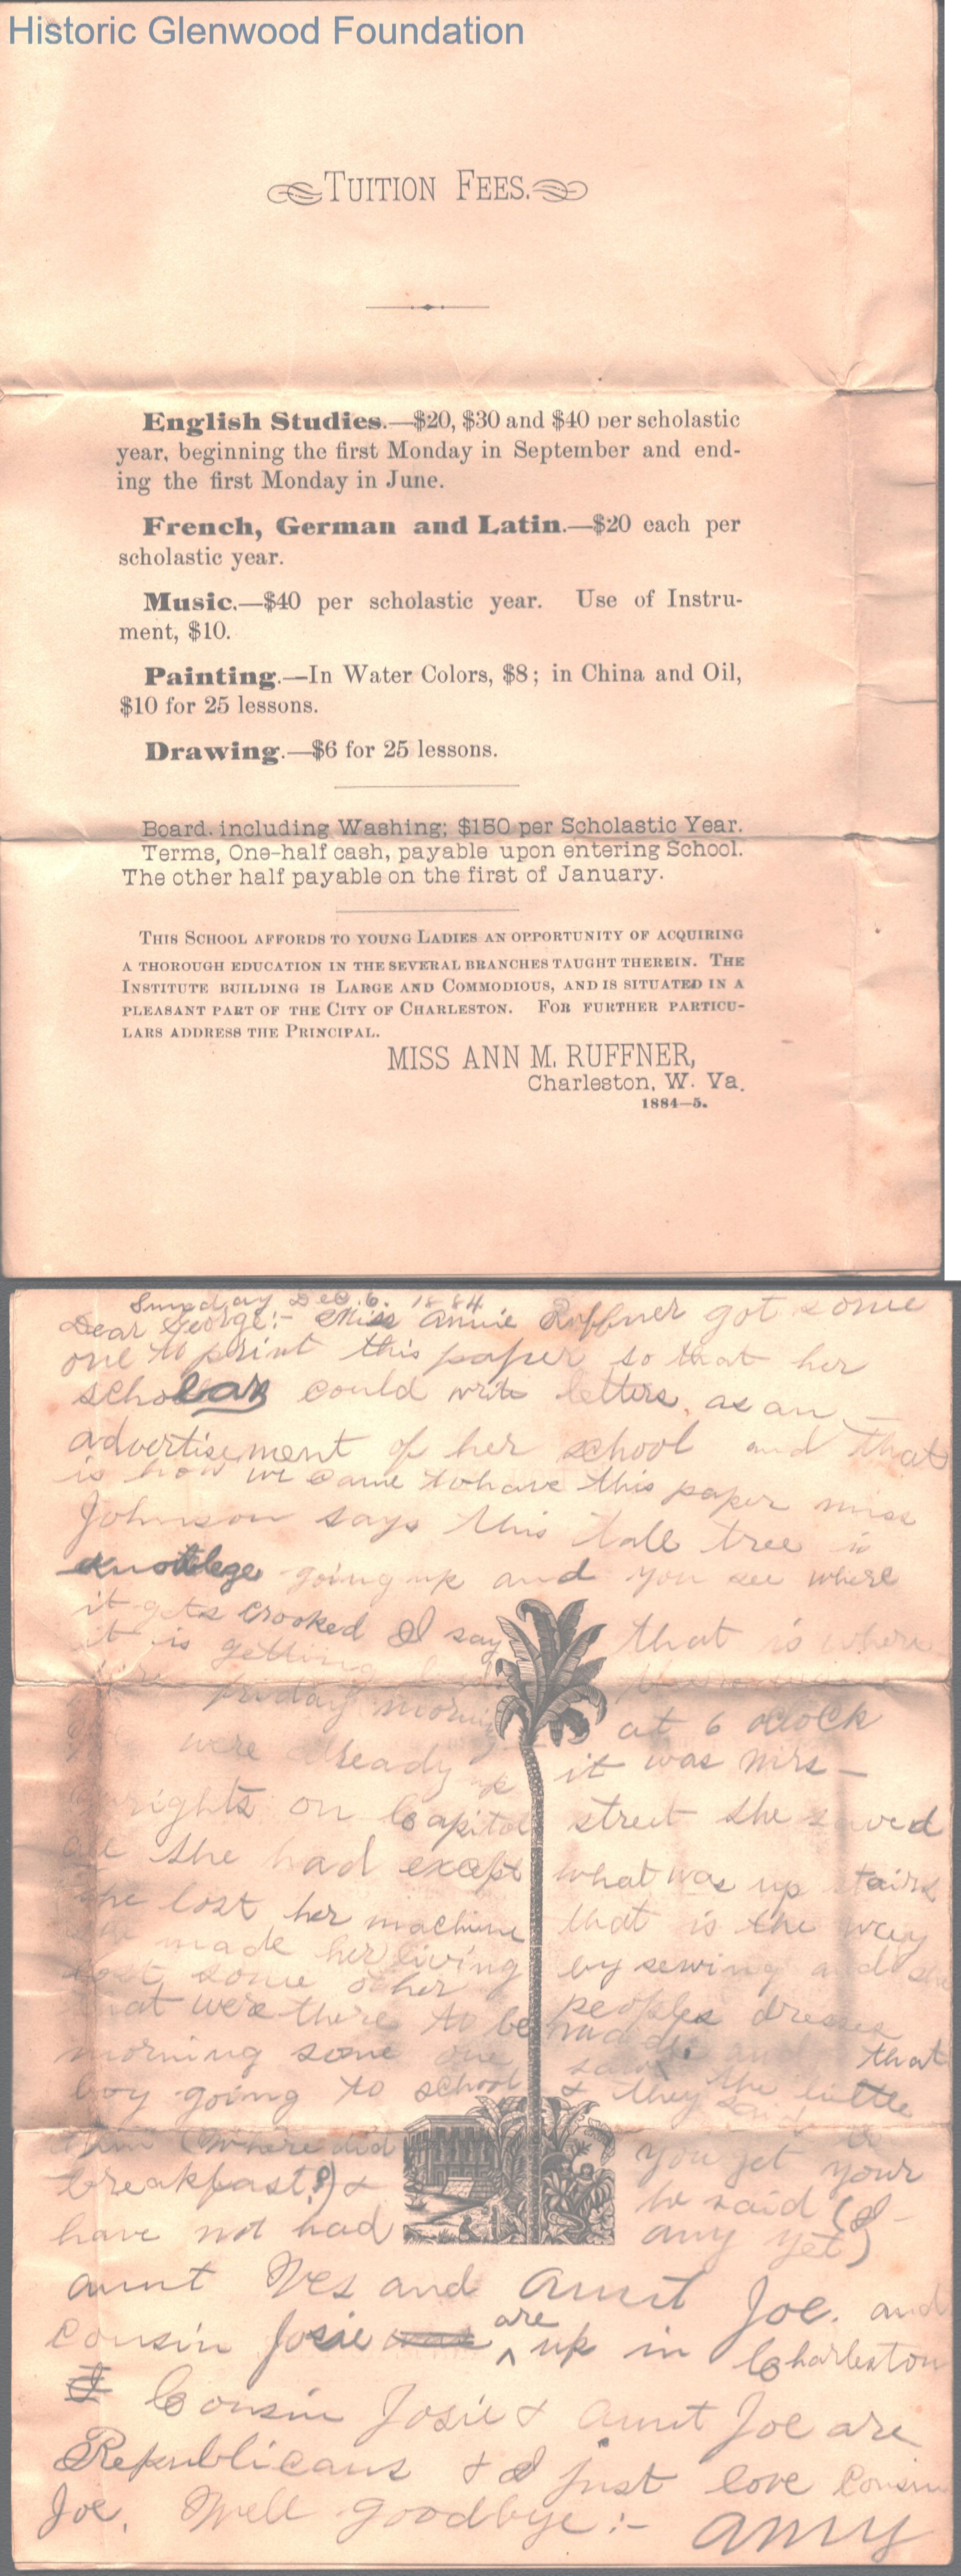 Historic Glenwood Foundation
TUITION FEES.
English Studies.—$20, $30 and $40 per scholastic
year, beginning the first Monday in September and end-
ing the first Monday in June.
French, German and Latin.—$20 each per
scholastic year.
Music.—$40 per scholastic year. Use of Instru-
ment, $10.
Painting.—In Water Colors, $8; in China and Oil,
$10 for 25 lessons.
Drawing.—$6 for 25 lessons.
Board, including Washing; $150 per Scholastic Year.
Terms, One-half cash, payable upon entering School.
The other half payable on the first of January.
THIS SCHOOL AFFORDS TO YOUNG LADIES AN OPPORTUNITY OF ACQUIRING
A THOROUGH EDUCATION IN THE SEVERAL BRANCHES TAUGHT THEREIN. THE
INSTITUTE BUILDING IS LARGE AND COMMODIOUS, AND IS SITUATED IN A
PLEASANT PART OF THE CITY OF CHARLESTON. FOR FURTHER PARTICU-
LARS ADDRESS THE PRINCIPAL.
MISS ANN M. RUFFNER,
Charleston, W. Va.
1884—5.
Sunday Dec. 6. 1884
Dear George:- Miss Annie Ruffner got some
one to print this paper so that her
scholars could write letters, as an
advertisement of her school and that
is how we came to have this paper miss
Johnson says this tall tree is
going up and you see where
it gets crooked I say that is where
it is getting
friday morning at 6 oclock
were already up it was Mrs-
rights on Capitol street she saved
all she had except what was up stairs
she lost her machine that is the way
she made her living by sewing and she
lost some other peoples dresses
that were there to be made, and that
morning some one saw the little
boy going to school & they said to
him (Where did you get your
breakfast?) & he said (I-
have not had any yet)
aunt Ves and aunt Joe. and
cousin Josie are up in Charleston
Cousin Josie & aunt Joe are
Republicans & I just love Cousin
Joe. Well goodbye:- Amy